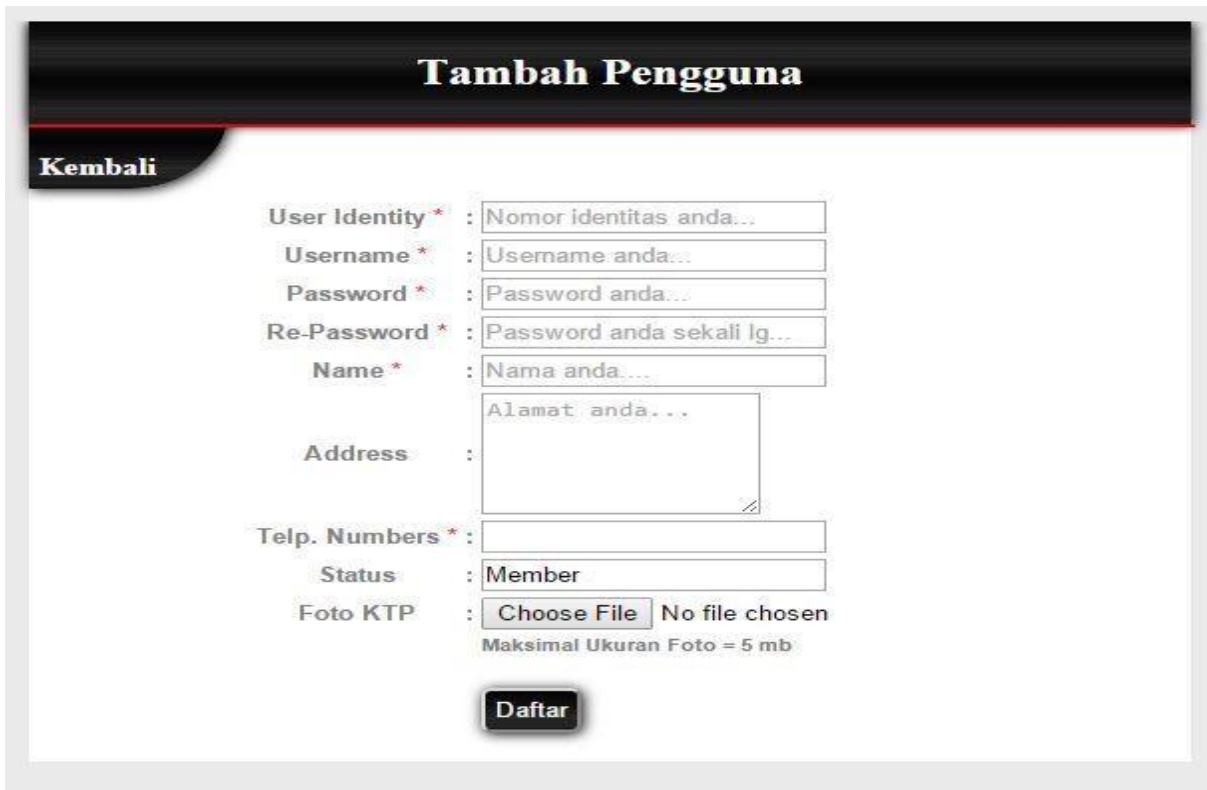 Tambah Pengguna
Kembali
User Identity * : Nomor identitas anda...
Username * : Username anda...
Password * : Password anda...
Re-Password * : Password anda sekali lg...
Name * : Nama anda....
Address : Alamat anda...
Telp. Numbers * :
Status : Member
Foto KTP : Choose File No file chosen
Maksimal Ukuran Foto = 5 mb
Daftar